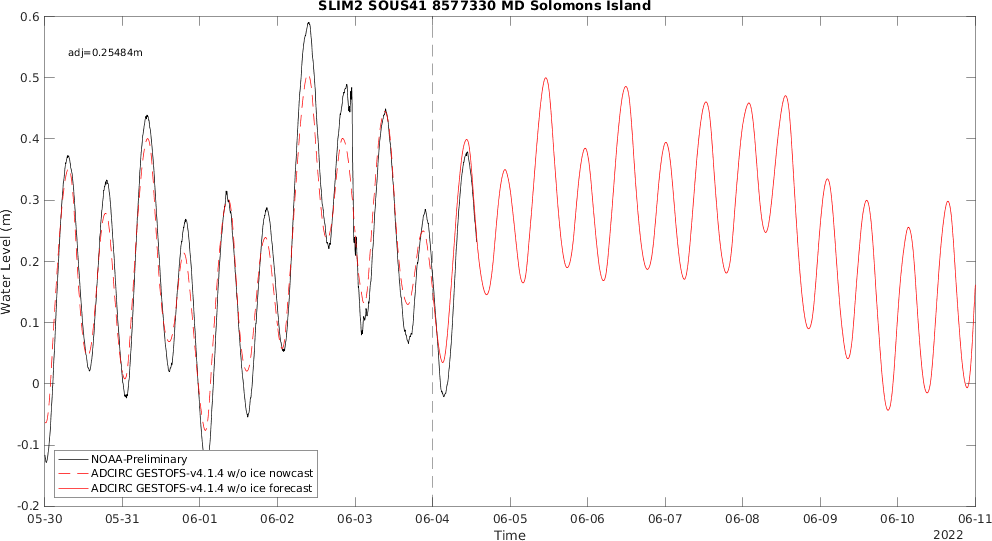 SLIM2 SOUS41 8577330 MD Solomons Island
0.6
adj=0.25484m
0.5
0.4
0.3
0.2
0.1
0
-0.1
-0.2
Water Level (m)
NOAA-Preliminary
ADCIRC GESTOFS-v4.1.4 w/o ice nowcast
ADCIRC GESTOFS-v4.1.4 w/o ice forecast
05-30 05-31 06-01 06-02 06-03 06-04 06-05 06-06 06-07 06-08 06-09 06-10 06-11
Time
2022